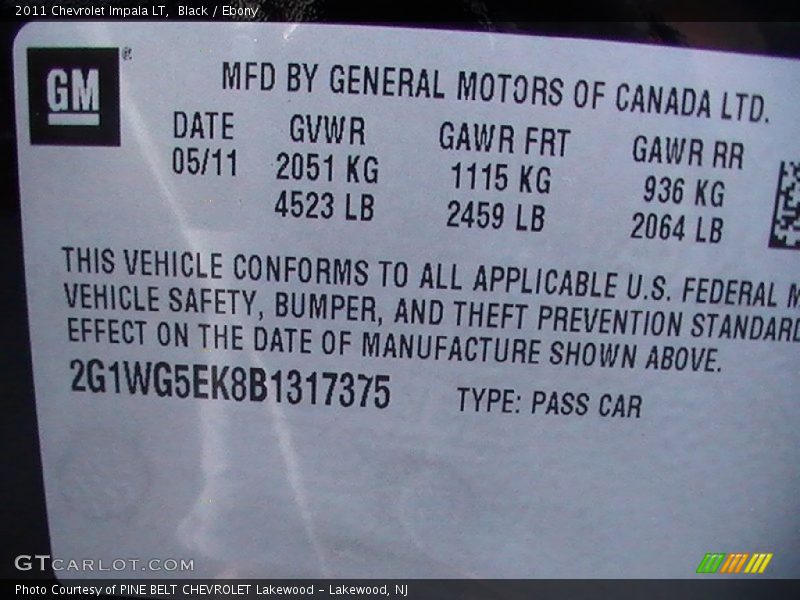 2011 Chevrolet Impala LT, Black / Ebony
GM
®
MFD BY GENERAL MOTORS OF CANADA LTD.
DATE GVWR GAWR FRT GAWR RR
05/11 2051 KG 1115 KG 936 KG
4523 LB 2459 LB 2064 LB
THIS VEHICLE CONFORMS TO ALL APPLICABLE U.S. FEDERAL M
VEHICLE SAFETY, BUMPER, AND THEFT PREVENTION STANDARD
EFFECT ON THE DATE OF MANUFACTURE SHOWN ABOVE.
2G1WG5EK8B1317375 TYPE: PASS CAR
GTCARLOT.COM
Photo Courtesy of PINE BELT CHEVROLET Lakewood - Lakewood, NJ